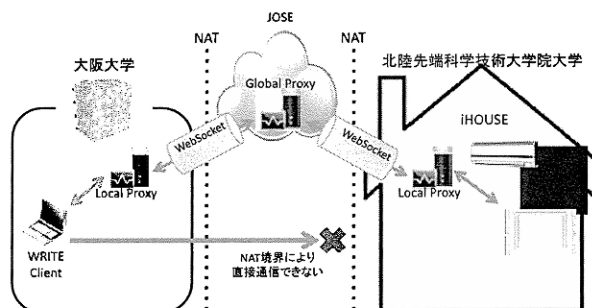 JOSE
NAT
NAT
大阪大学
北陸先端科学技術大学院大学
Global Proxy
iHOUSE
WebSocket
WebSocket
Local Proxy
Local Proxy
WRITE
Client
NAT境界により
直接通信できない